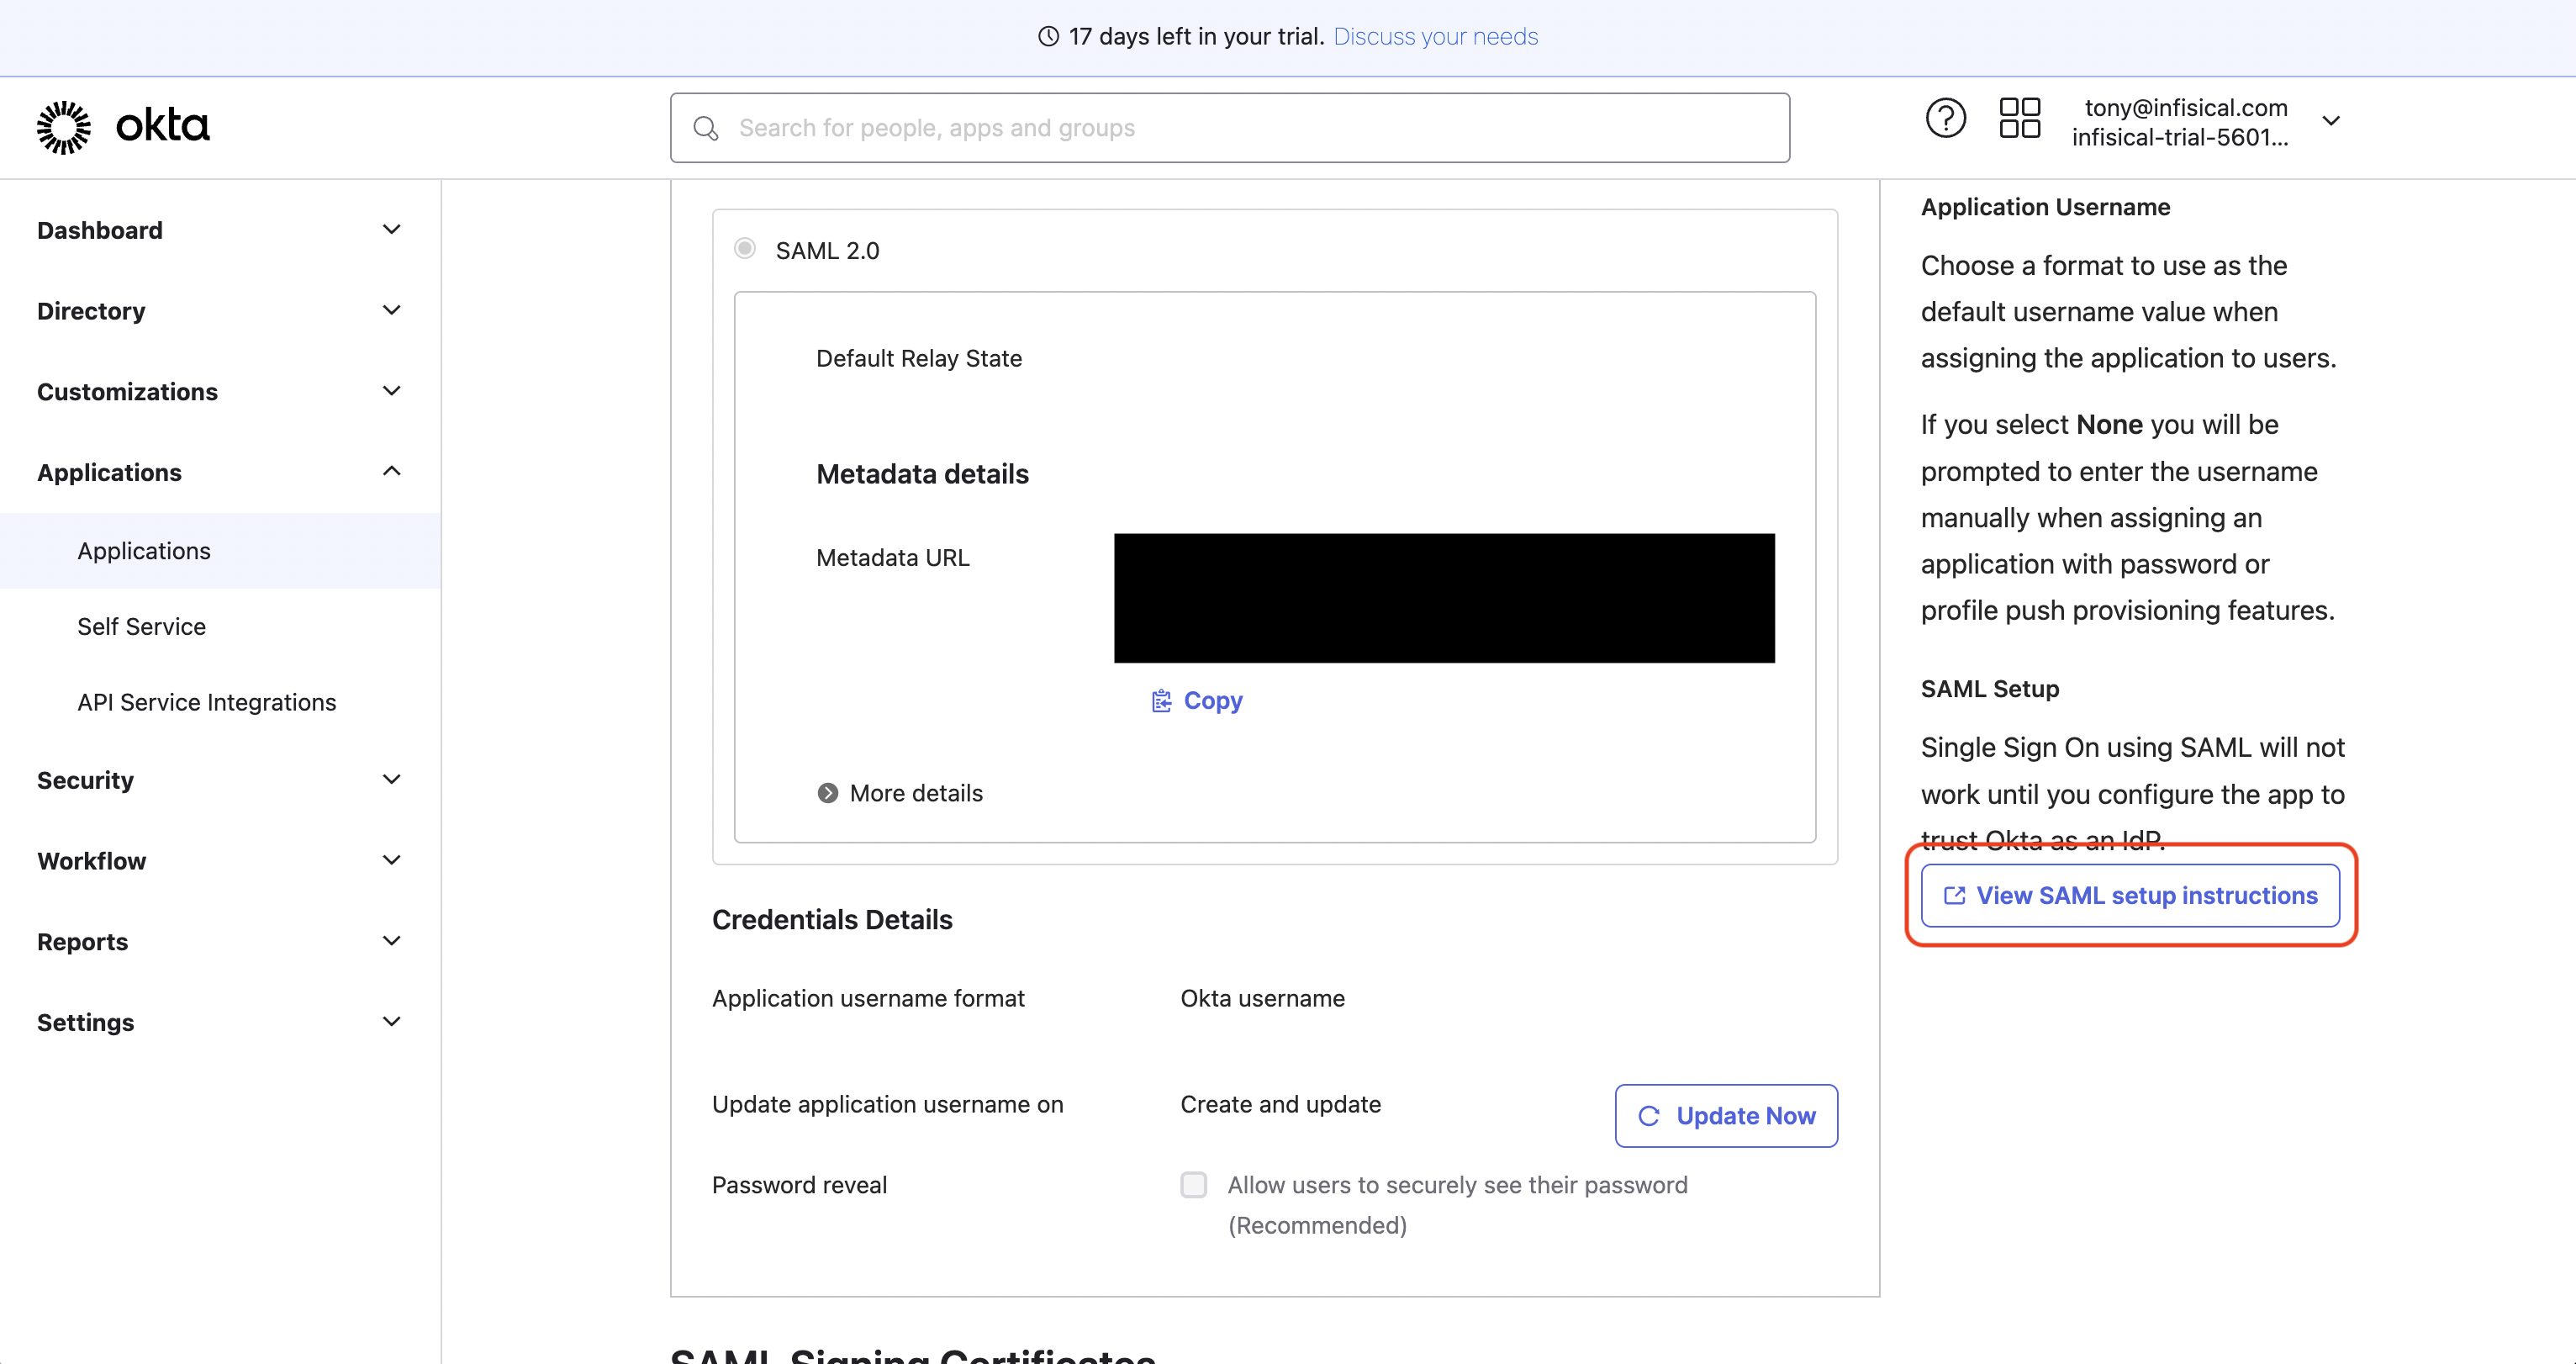 17 days left in your trial. Discuss your needs
okta
Search for people, apps and groups
tony@infisical.com
infisical-trial-5601...
Dashboard
Directory
Customizations
Applications
Applications
Self Service
API Service Integrations
Security
Workflow
Reports
Settings
SAML 2.0
Default Relay State
Metadata details
Metadata URL
Copy
More details
Credentials Details
Application username format
Okta username
Update application username on
Create and update
Update Now
Password reveal
Allow users to securely see their password
(Recommended)
SAML Signing Certificates
Application Username
Choose a format to use as the
default username value when
assigning the application to users.
If you select None you will be
prompted to enter the username
manually when assigning an
application with password or
profile push provisioning features.
SAML Setup
Single Sign On using SAML will not
work until you configure the app to
trust Okta as an IdP.
View SAML setup instructions